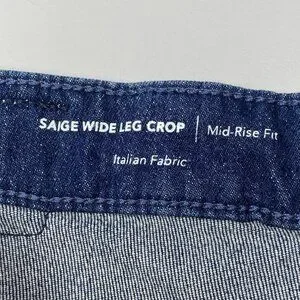 SAIGE WIDE LEG CROP | Mid-Rise Fit
Italian Fabric